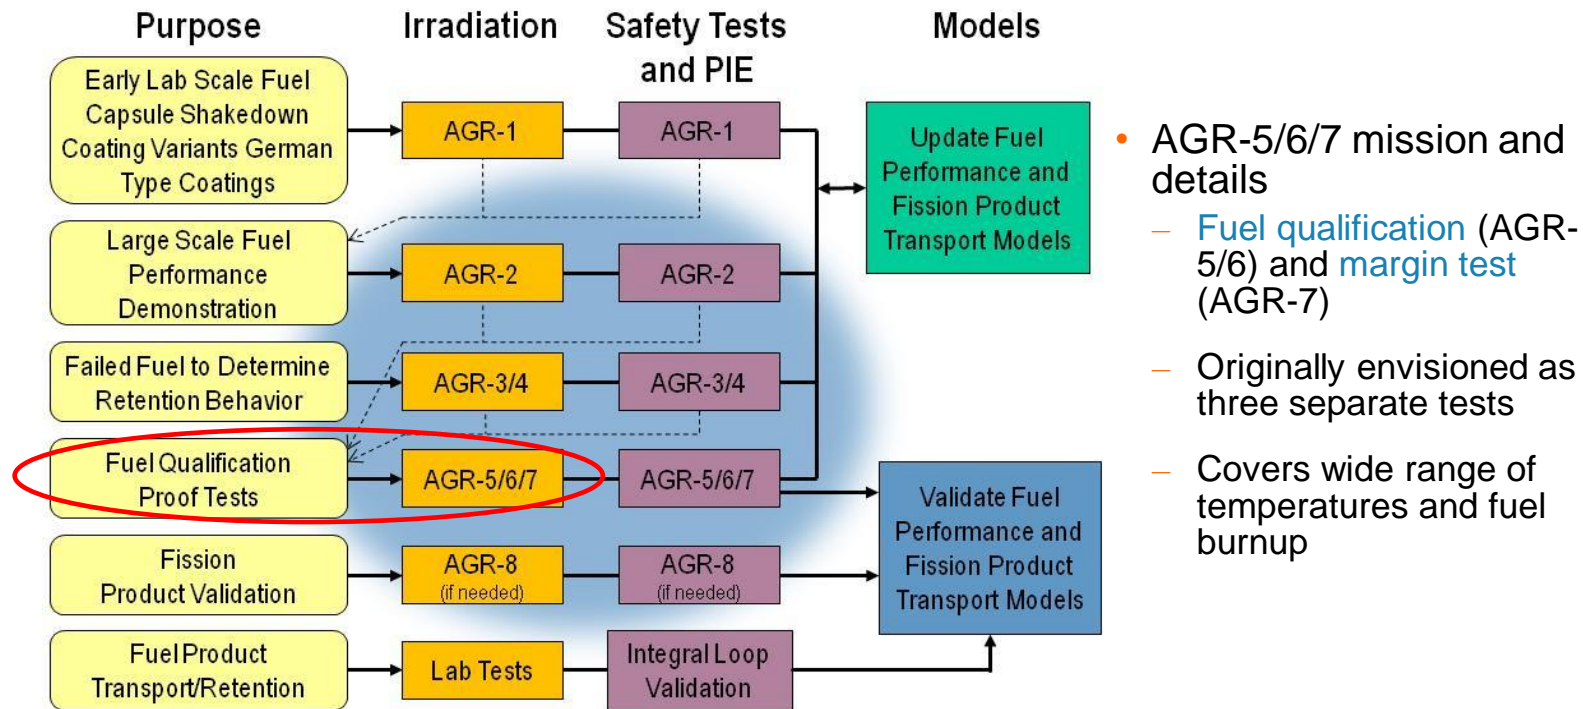 Purpose
Irradiation
Safety Tests
and PIE
Models
Early Lab Scale Fuel
Capsule Shakedown
Coating Variants German
Type Coatings
AGR-1
AGR-1
Update Fuel
Performance and
Fission Product
Transport Models
Large Scale Fuel
Performance
Demonstration
AGR-2
AGR-2
Failed Fuel to Determine
Retention Behavior
AGR-3/4
AGR-3/4
Fuel Qualification
Proof Tests
AGR-5/6/7
AGR-5/6/7
Validate Fuel
Performance and
Fission Product
Transport Models
Fission
Product Validation
AGR-8
(if needed)
AGR-8
(if needed)
Fuel Product
Transport/Retention
Lab Tests
Integral Loop
Validation
• AGR-5/6/7 mission and
details
– Fuel qualification (AGR-
5/6) and margin test
(AGR-7)
– Originally envisioned as
three separate tests
– Covers wide range of
temperatures and fuel
burnup